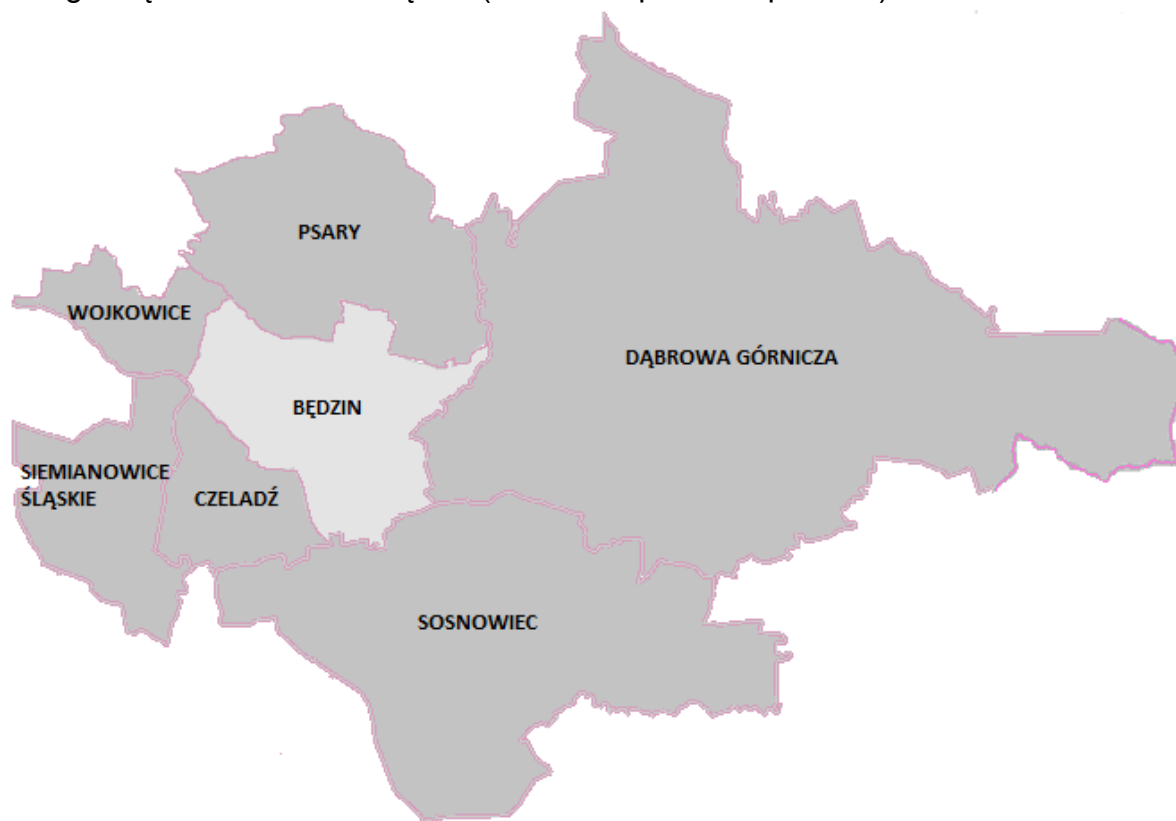 PSARY
WOJKOWICE
DĄBROWA GÓRNICZA
BĘDZIN
SIEMIANOWICE
ŚLĄSKIE
CZELADŹ
SOSNOWIEC